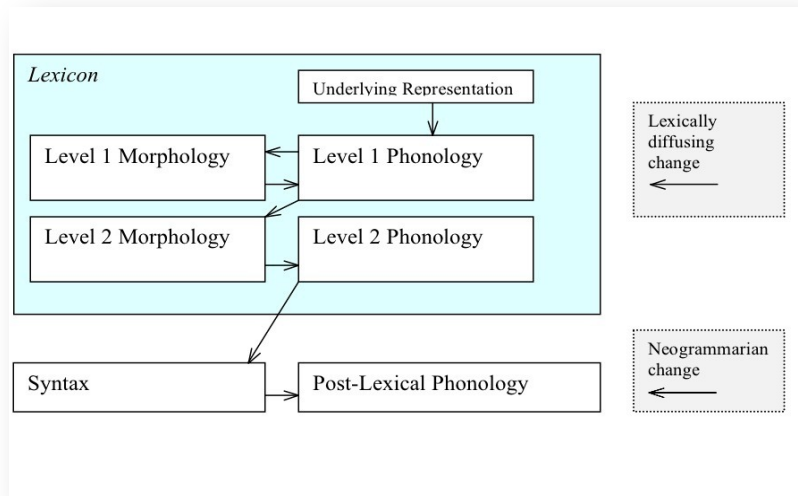 Lexicon
Underlying Representation
Lexically
diffusing
change
Level 1 Morphology
Level 1 Phonology
Level 2 Morphology
Level 2 Phonology
Neogrammarian
change
Syntax
Post-Lexical Phonology